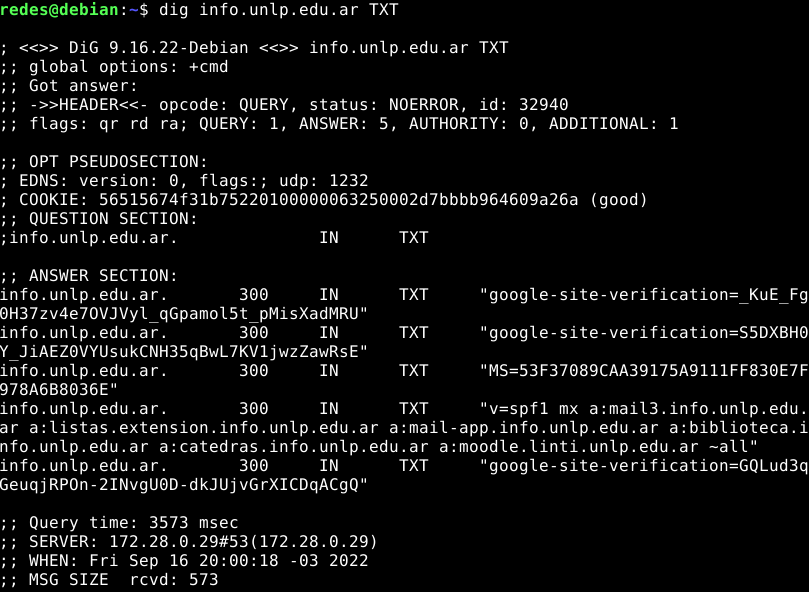 redes@debian:~$ dig info.unlp.edu.ar TXT

; <<>> DiG 9.16.22-Debian <<>> info.unlp.edu.ar TXT
;; global options: +cmd
;; Got answer:
;; ->>HEADER<<- opcode: QUERY, status: NOERROR, id: 32940
;; flags: qr rd ra; QUERY: 1, ANSWER: 5, AUTHORITY: 0, ADDITIONAL: 1

;; OPT PSEUDOSECTION:
; EDNS: version: 0, flags:; udp: 1232
; COOKIE: 56515674f31b75220100000063250002d7bbbb964609a26a (good)
;; QUESTION SECTION:
;info.unlp.edu.ar. IN TXT

;; ANSWER SECTION:
info.unlp.edu.ar. 300 IN TXT "google-site-verification=_KuE_Fg
0H37zv4e7OVJVyl_qGpamol5t_pMisXadMRU"
info.unlp.edu.ar. 300 IN TXT "google-site-verification=S5DXBH0
Y_JiAEZ0VYUsukCNH35qBwL7KV1jwzZawRsE"
info.unlp.edu.ar. 300 IN TXT "MS=53F37089CAA39175A9111FF830E7F
978A6B8036E"
info.unlp.edu.ar. 300 IN TXT "v=spf1 mx a:mail3.info.unlp.edu.
ar a:listas.extension.info.unlp.edu.ar a:mail-app.info.unlp.edu.ar a:biblioteca.i
nfo.unlp.edu.ar a:catedras.info.unlp.edu.ar a:moodle.linti.unlp.edu.ar ~all"
info.unlp.edu.ar. 300 IN TXT "google-site-verification=GQLud3q
GeuqjRPOn-2INvgU0D-dkJUjvGrXICDqACgQ"

;; Query time: 3573 msec
;; SERVER: 172.28.0.29#53(172.28.0.29)
;; WHEN: Fri Sep 16 20:00:18 -03 2022
;; MSG SIZE rcvd: 573